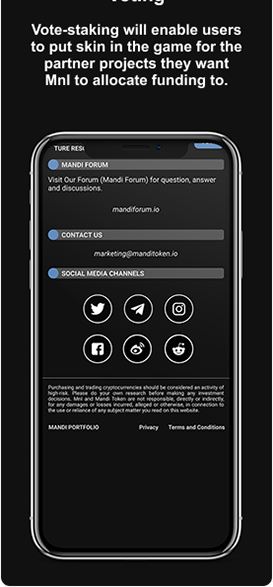 Voting
Vote-staking will enable users
to put skin in the game for the
partner projects they want
MnI to allocate funding to.
TURE RES
MANDI FORUM
Visit Our Forum (Mandi Forum) for question, answer
and discussions.
mandiforum.io
CONTACT US
marketing@manditoken.io
SOCIAL MEDIA CHANNELS
Purchasing and trading cryptocurrencies should be considered an activity of
high-risk. Please do your own research before making any investment
decisions. MnI and Mandi Token are not responsible, directly or indirectly,
for any damages or losses incurred, alleged or otherwise, in connection to
the use or reliance of any subject matter you read on this website.
MANDI PORTFOLIO Privacy Terms and Conditions